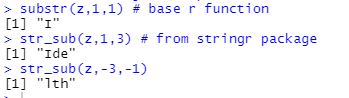 > substr(z,1,1) # base r function
[1] "I"
> str_sub(z,1,3) # from stringr package
[1] "Ide"
> str_sub(z,-3,-1)
[1] "lth"
>